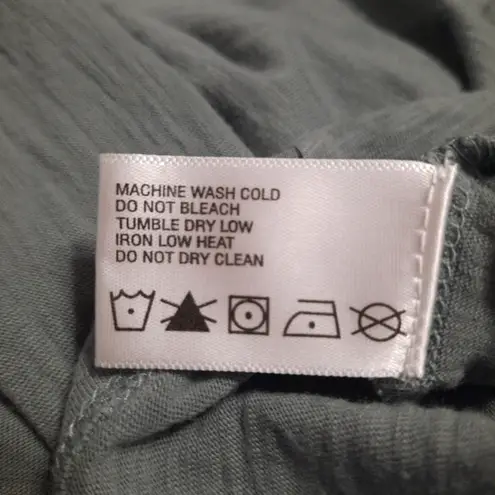 MACHINE WASH COLD
DO NOT BLEACH
TUMBLE DRY LOW
IRON LOW HEAT
DO NOT DRY CLEAN